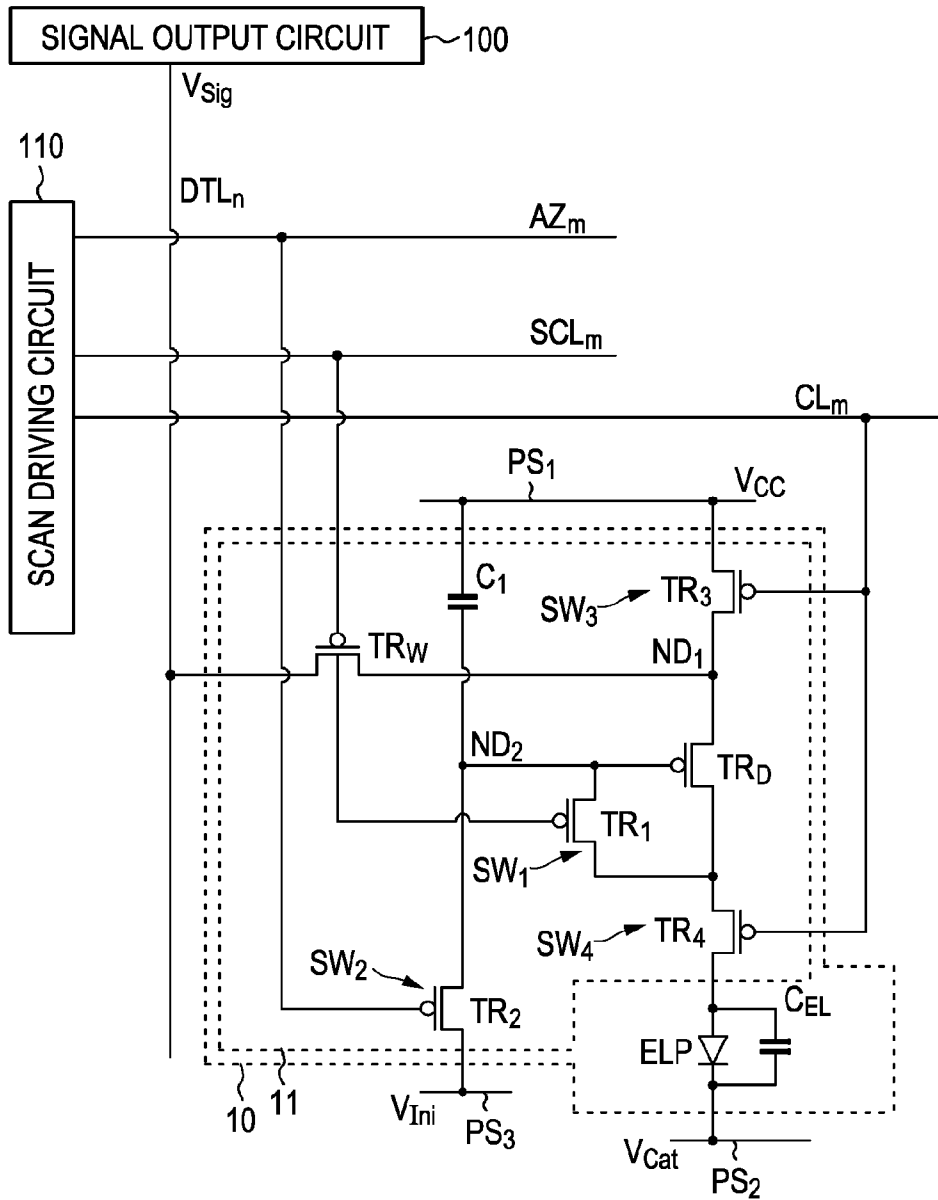 SIGNAL OUTPUT CIRCUIT
100
VSig
110
DTLn
AZm
SCAN DRIVING CIRCUIT
SCLm
CLm
PS1
VCC
C1
SW3
TR3
TRW
ND1
ND2
TRD
TR1
SW1
SW4
TR4
SW2
TR2
CEL
ELP
10
11
VIni
PS3
VCat
PS2